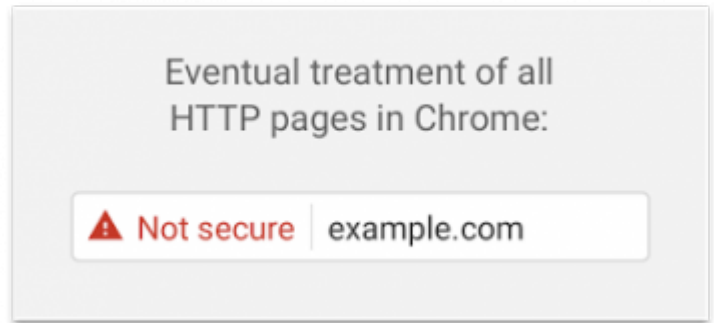 Eventual treatment of all
HTTP pages in Chrome:
Not secure example.com